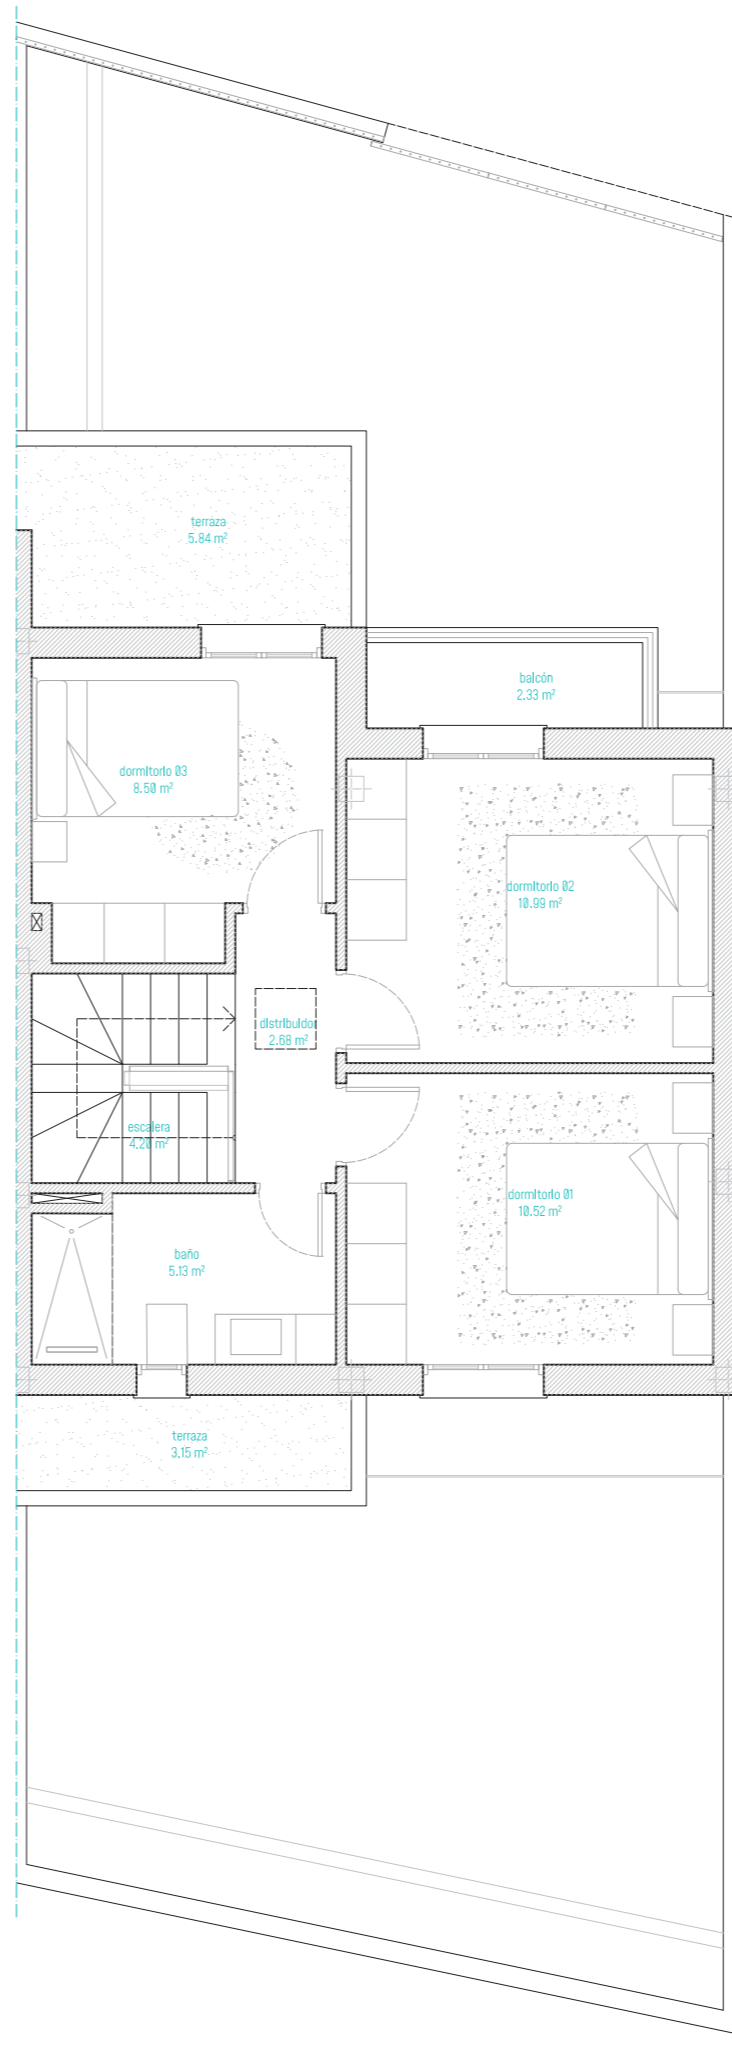 terraza
5.84 m²
balcón
2.33 m²
dormitorio 03
8.50 m²
dormitorio 02
10.99 m²
distribuidor
2.68 m²
escalera
4.20 m²
dormitorio 01
10.52 m²
baño
5.13 m²
terraza
3.15 m²